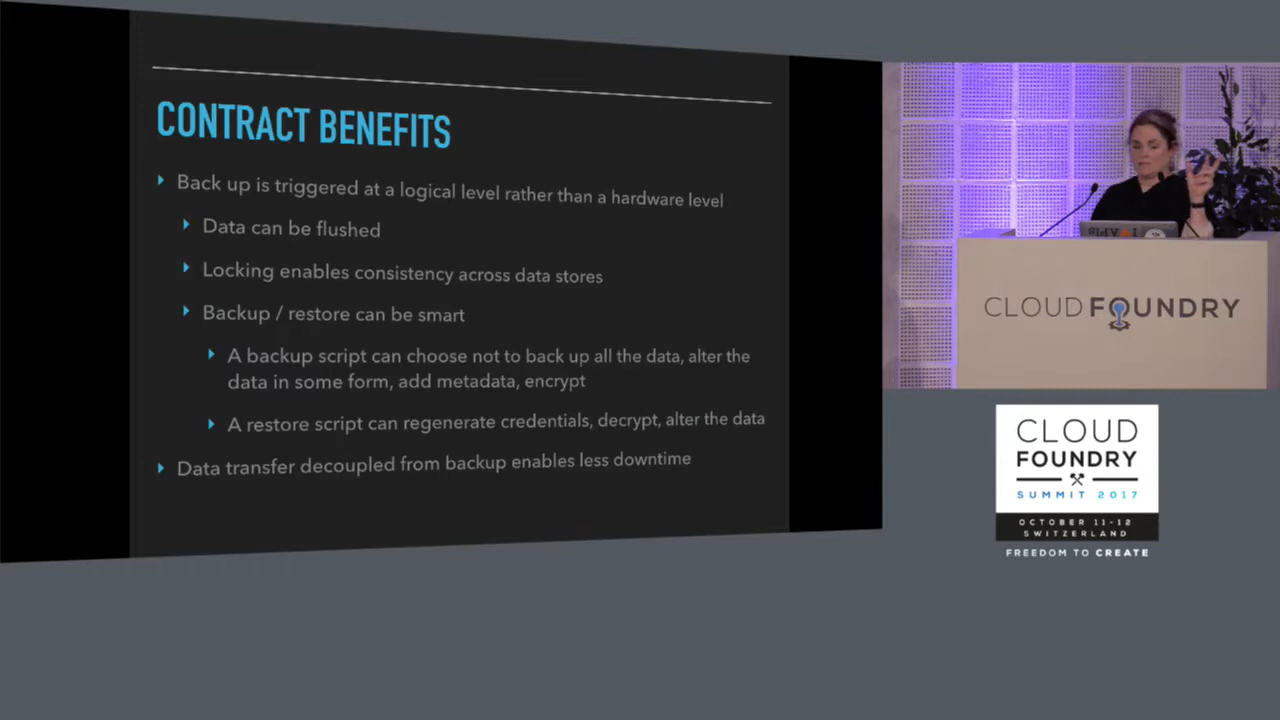 CONTRACT BENEFITS
Back up is triggered at a logical level rather than a hardware level
Data can be flushed
Locking enables consistency across data stores
Backup / restore can be smart
A backup script can choose not to back up all the data, alter the
data in some form, add metadata, encrypt
A restore script can regenerate credentials, decrypt, alter the data
Data transfer decoupled from backup enables less downtime
I APIs
CLOUD FOUNDRY
CLOUD
FOUNDRY
SUMMIT 2017
OCTOBER 11-12
SWITZERLAND
FREEDOM TO CREATE